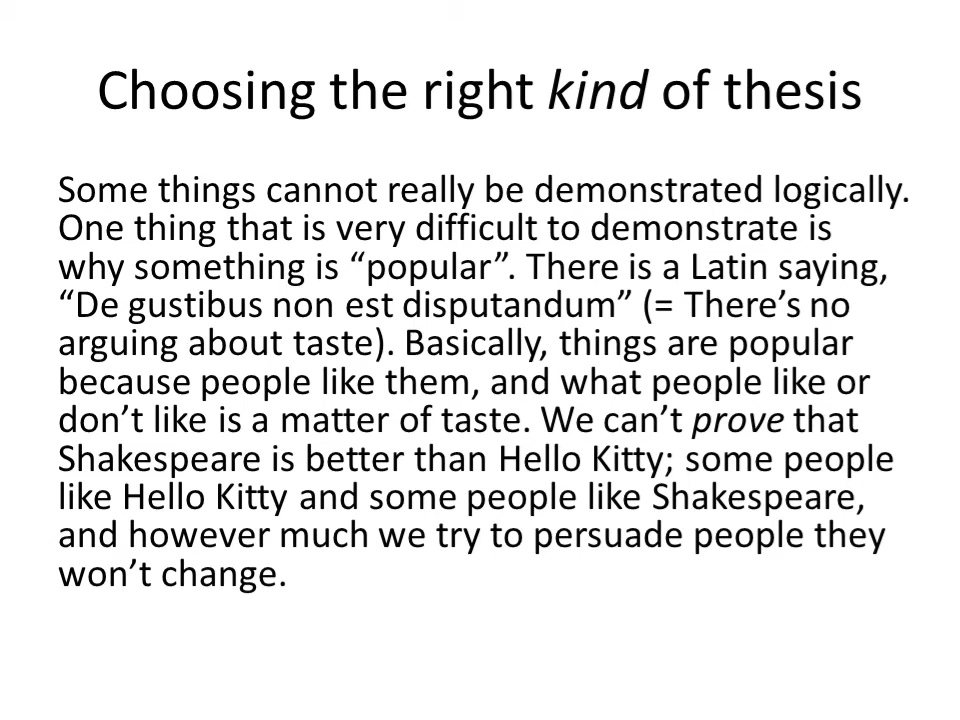 Choosing the right kind of thesis
Some things cannot really be demonstrated logically.
One thing that is very difficult to demonstrate is
why something is “popular”. There is a Latin saying,
“De gustibus non est disputandum” (= There’s no
arguing about taste). Basically, things are popular
because people like them, and what people like or
don’t like is a matter of taste. We can’t prove that
Shakespeare is better than Hello Kitty; some people
like Hello Kitty and some people like Shakespeare,
and however much we try to persuade people they
won’t change.